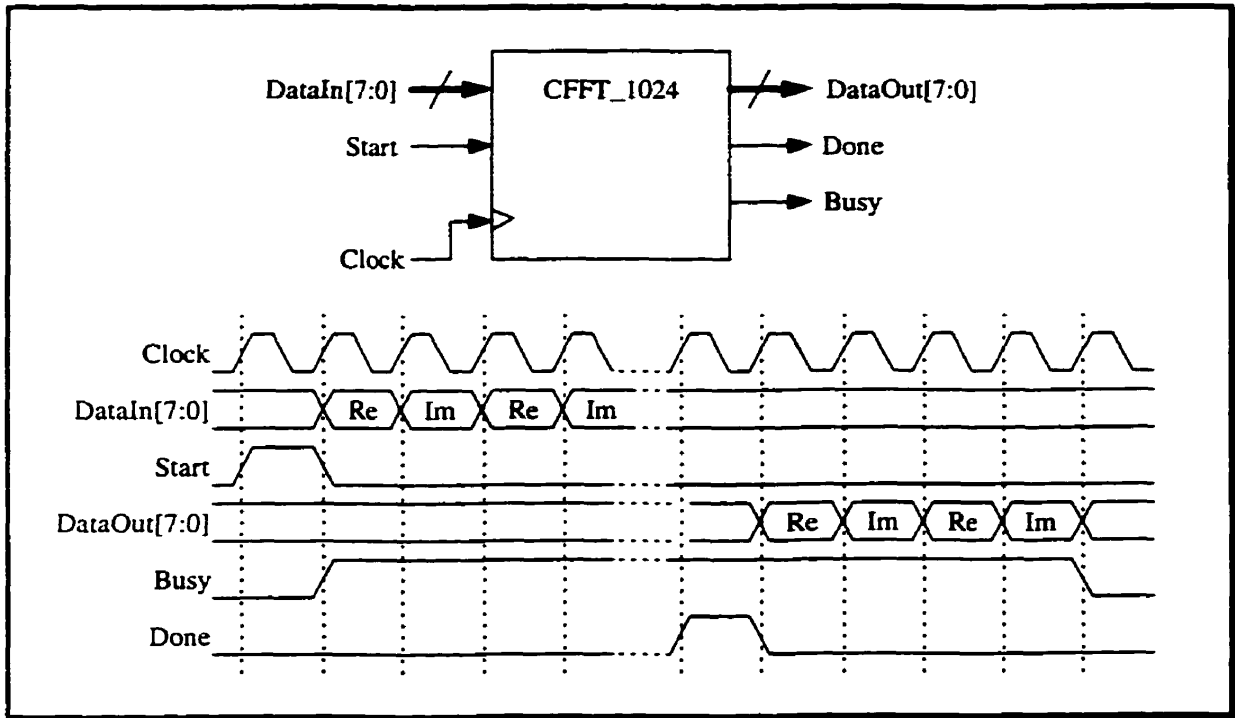 DataIn[7:0] CFFT_1024 DataOut[7:0]
Start Done
Busy
Clock
Clock
DataIn[7:0] Re Im Re Im
Start
DataOut[7:0] Re Im Re Im
Busy
Done